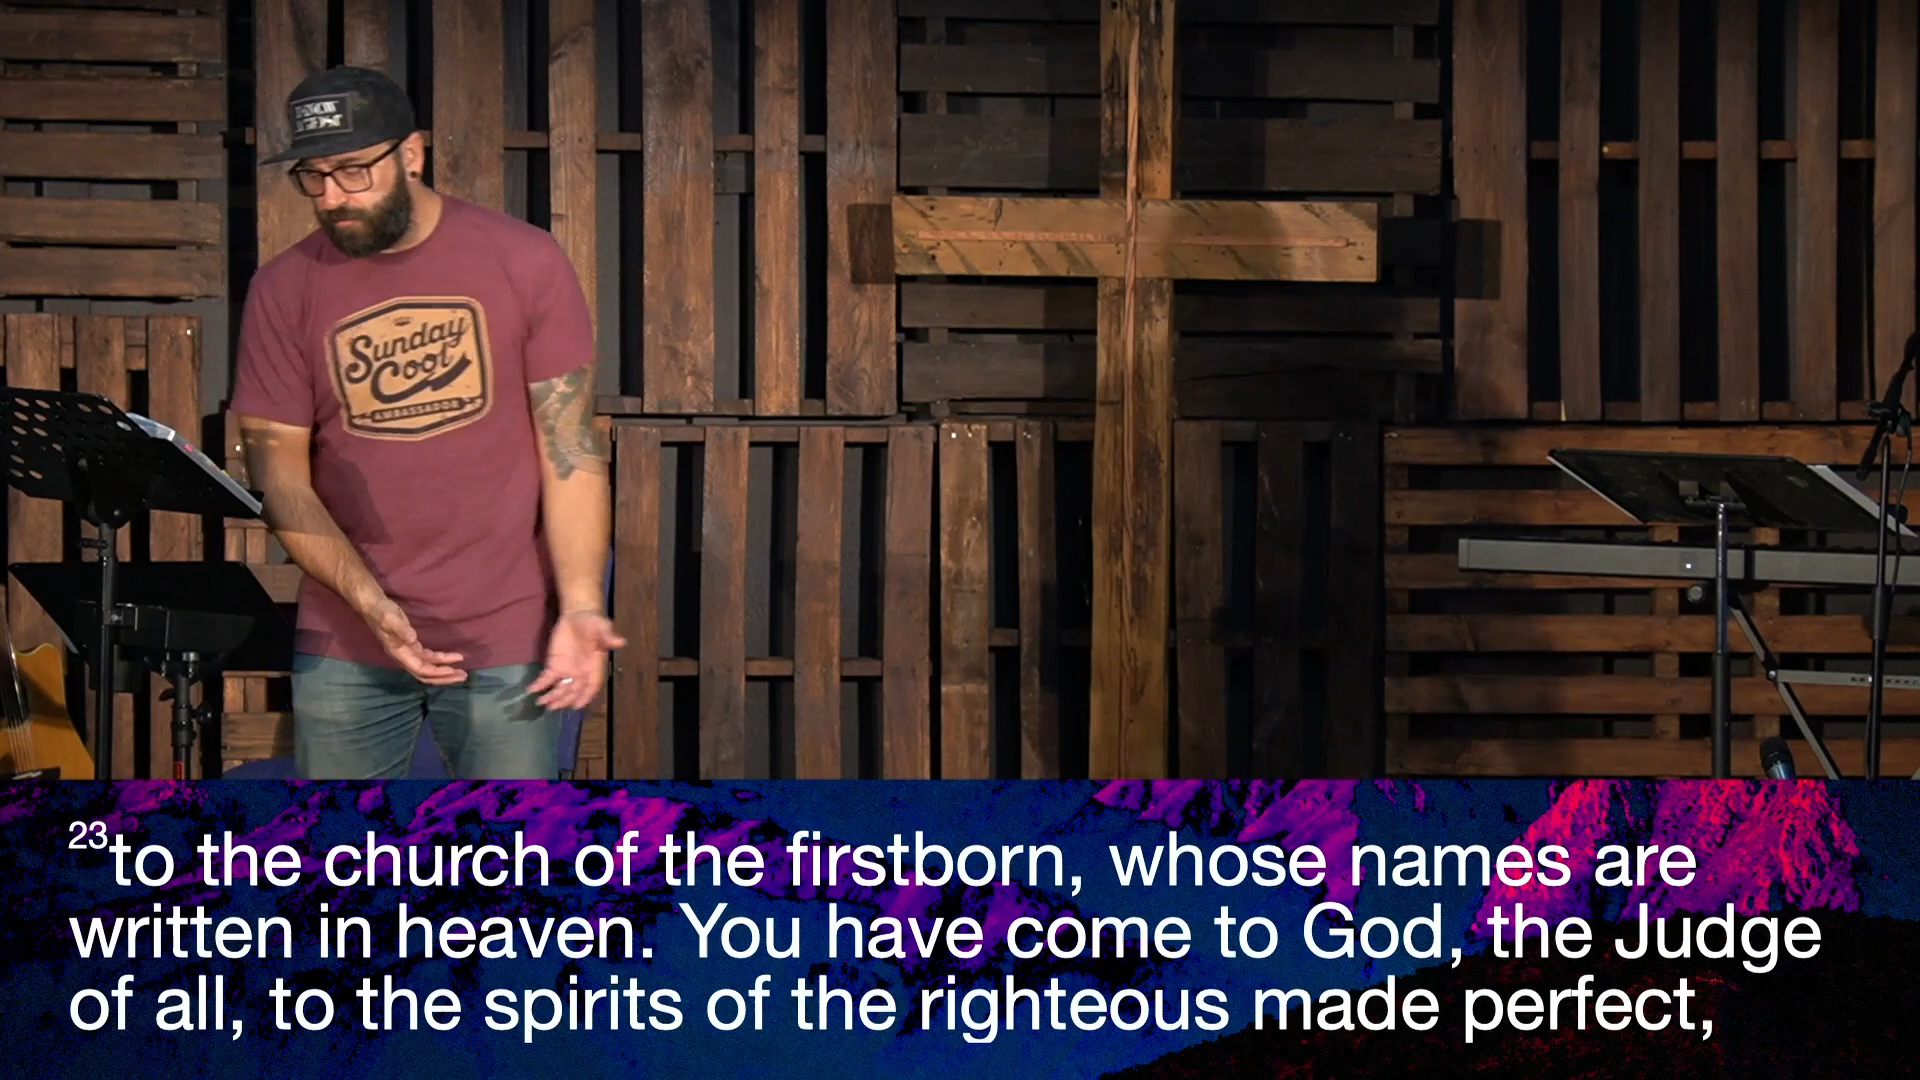 Sunday
Cool
AMBASSADOR
23to the church of the firstborn, whose names are
written in heaven. You have come to God, the Judge
of all, to the spirits of the righteous made perfect,